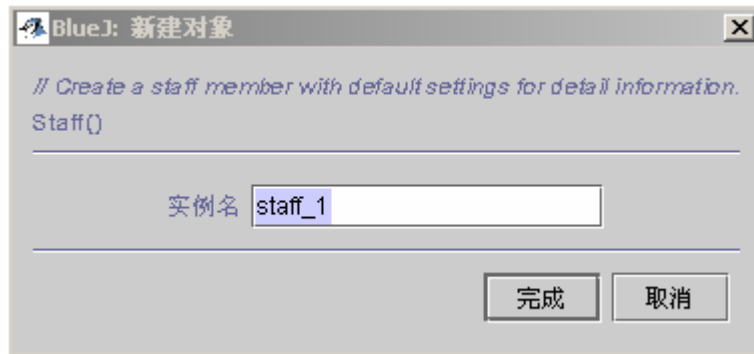 BlueJ: 新建对象
// Create a staff member with default settings for detail information.
Staff()
实例名 staff_1
完成 取消